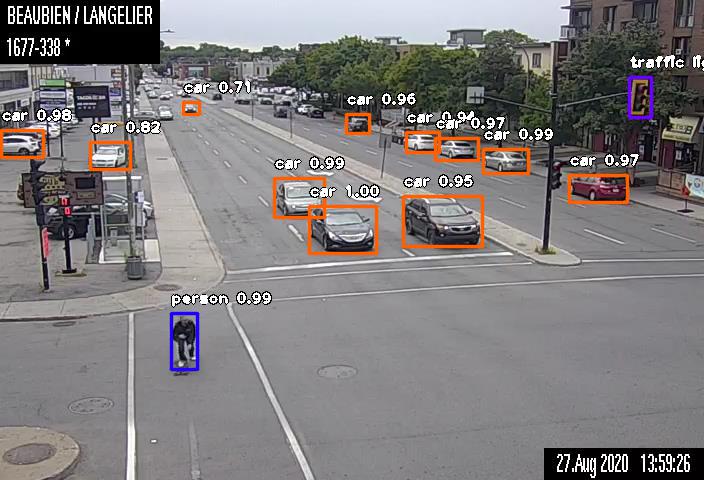 BEAUBIEN / LANGELIER
1677-338 *
car 0.71
traffic lig
car 0.98
car 0.82
car 0.96
car 0.94
car 0.97
car 0.99
car 0.99
car 0.97
car 1.00
car 0.95
person 0.99
27.Aug 2020 13:59:26